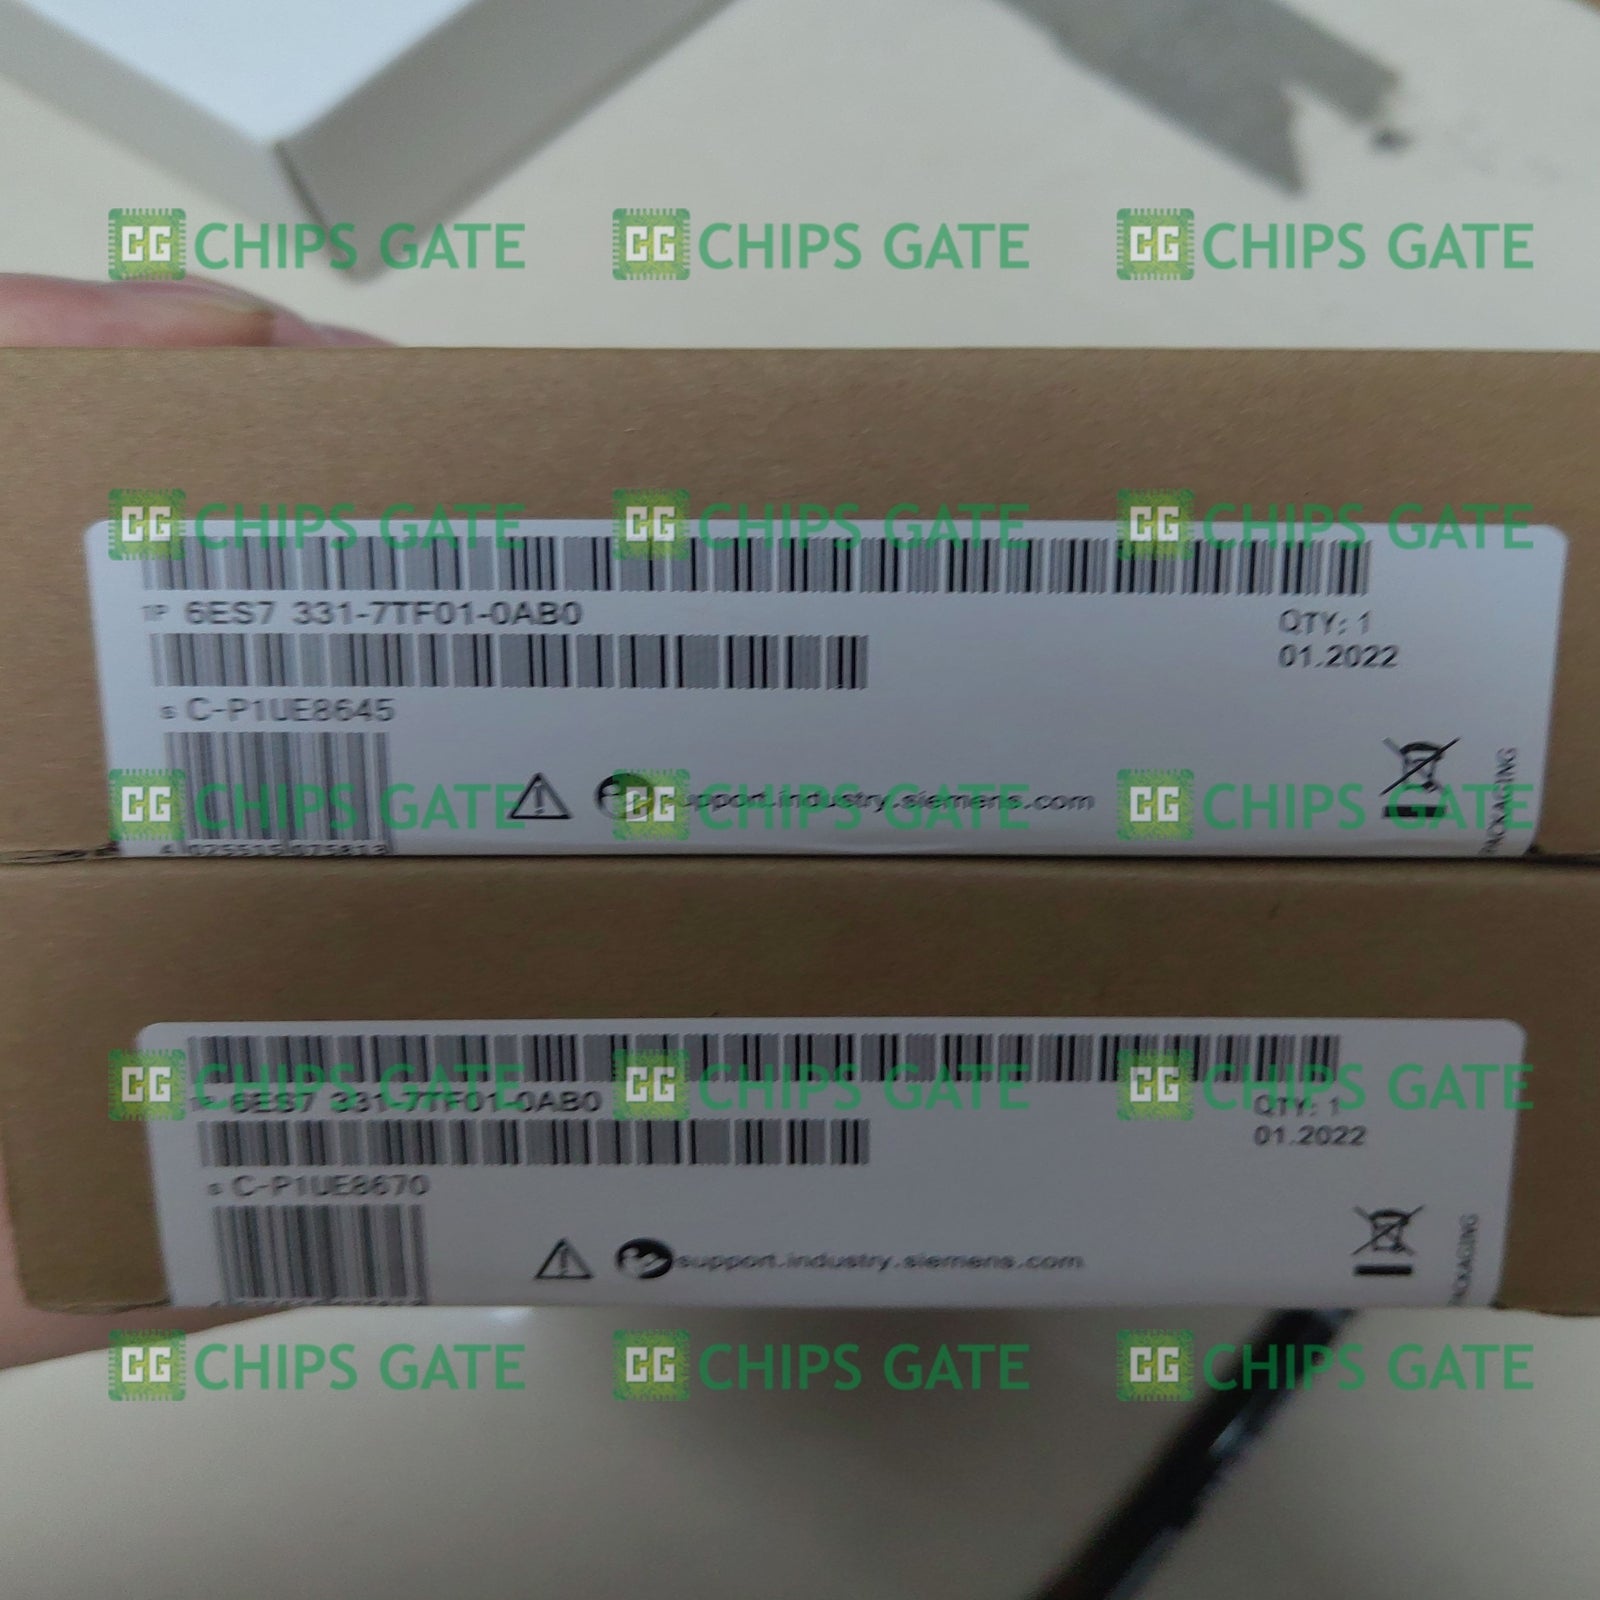 CG CHIPS GATE CG CHIPS GATE CG CHIPS GATE
CG CHIPS GATE CG CHIPS GATE CG CHIPS GATE
1P 6ES7 331-7TF01-0AB0
QTY: 1
01.2022
S C-P1UE8645
CG CHIPS GATE CG CHIPS GATE CG CHIPS GATE
support.industry.siemens.com
PACKAGING
4 025515 075813
CG CHIPS GATE CG CHIPS GATE CG CHIPS GATE
1P 6ES7 331-7TF01-0AB0
QTY: 1
01.2022
S C-P1UE8670
support.industry.siemens.com
PACKAGING
CG CHIPS GATE CG CHIPS GATE CG CHIPS GATE